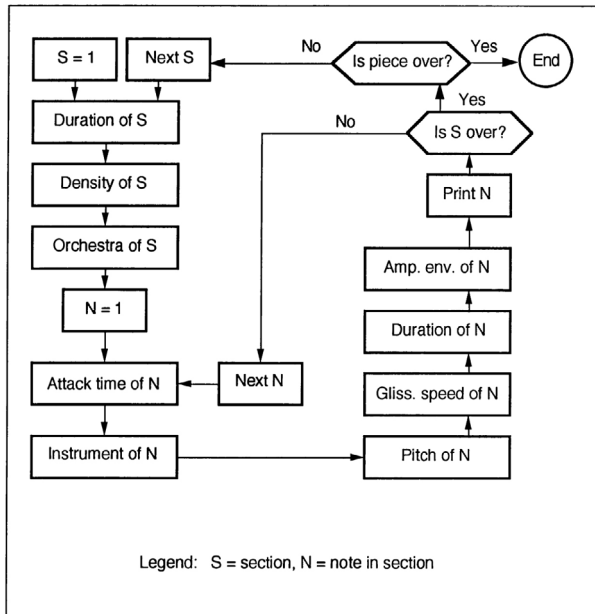 S = 1
Next S
No
Is piece over?
Yes
End
Duration of S
No
Yes
Is S over?
Density of S
Print N
Orchestra of S
Amp. env. of N
N = 1
Duration of N
Attack time of N
Next N
Gliss. speed of N
Instrument of N
Pitch of N
Legend: S = section, N = note in section